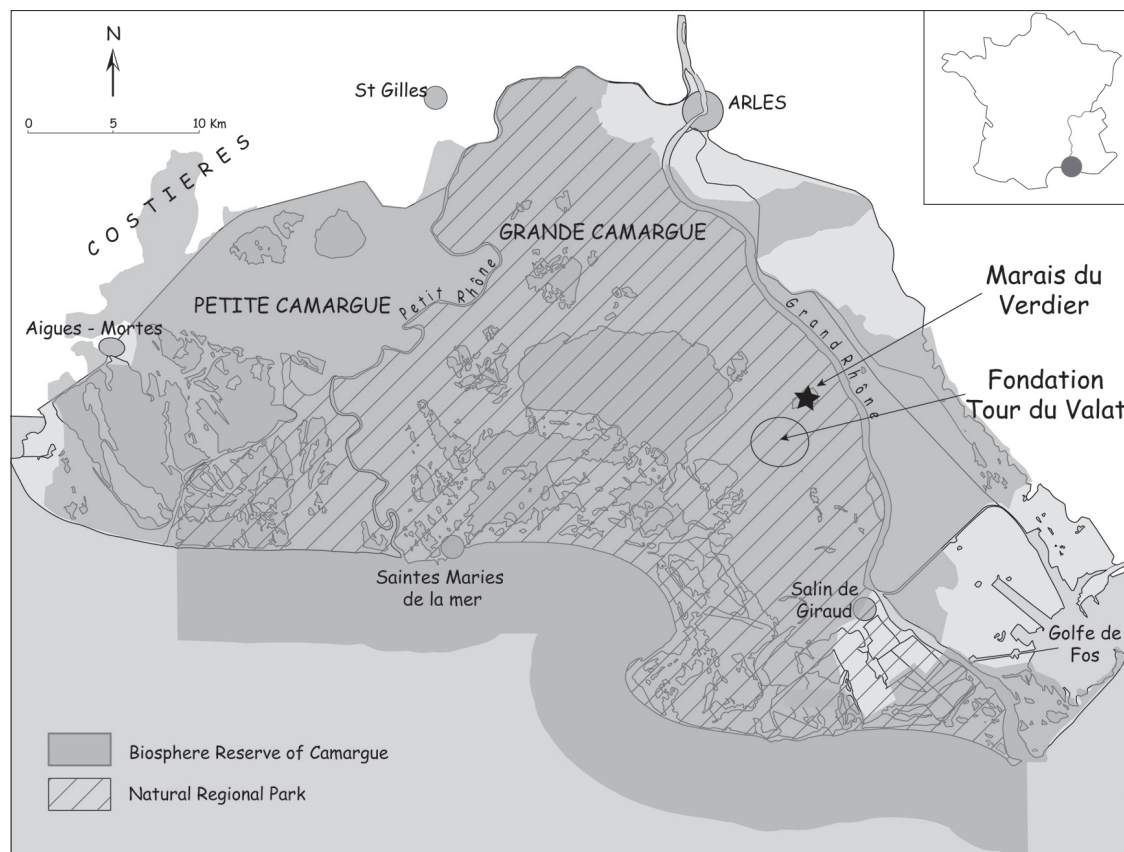 N
0 5 10 Km
St Gilles
ARLES
COSTIERES
GRANDE CAMARGUE
PETITE CAMARGUE
Petit Rhône
Aigues - Mortes
Grand Rhône
Marais du
Verdier
Fondation
Tour du Valat
Saintes Maries
de la mer
Salin de
Giraud
Golfe de
Fos
Biosphere Reserve of Camargue
Natural Regional Park